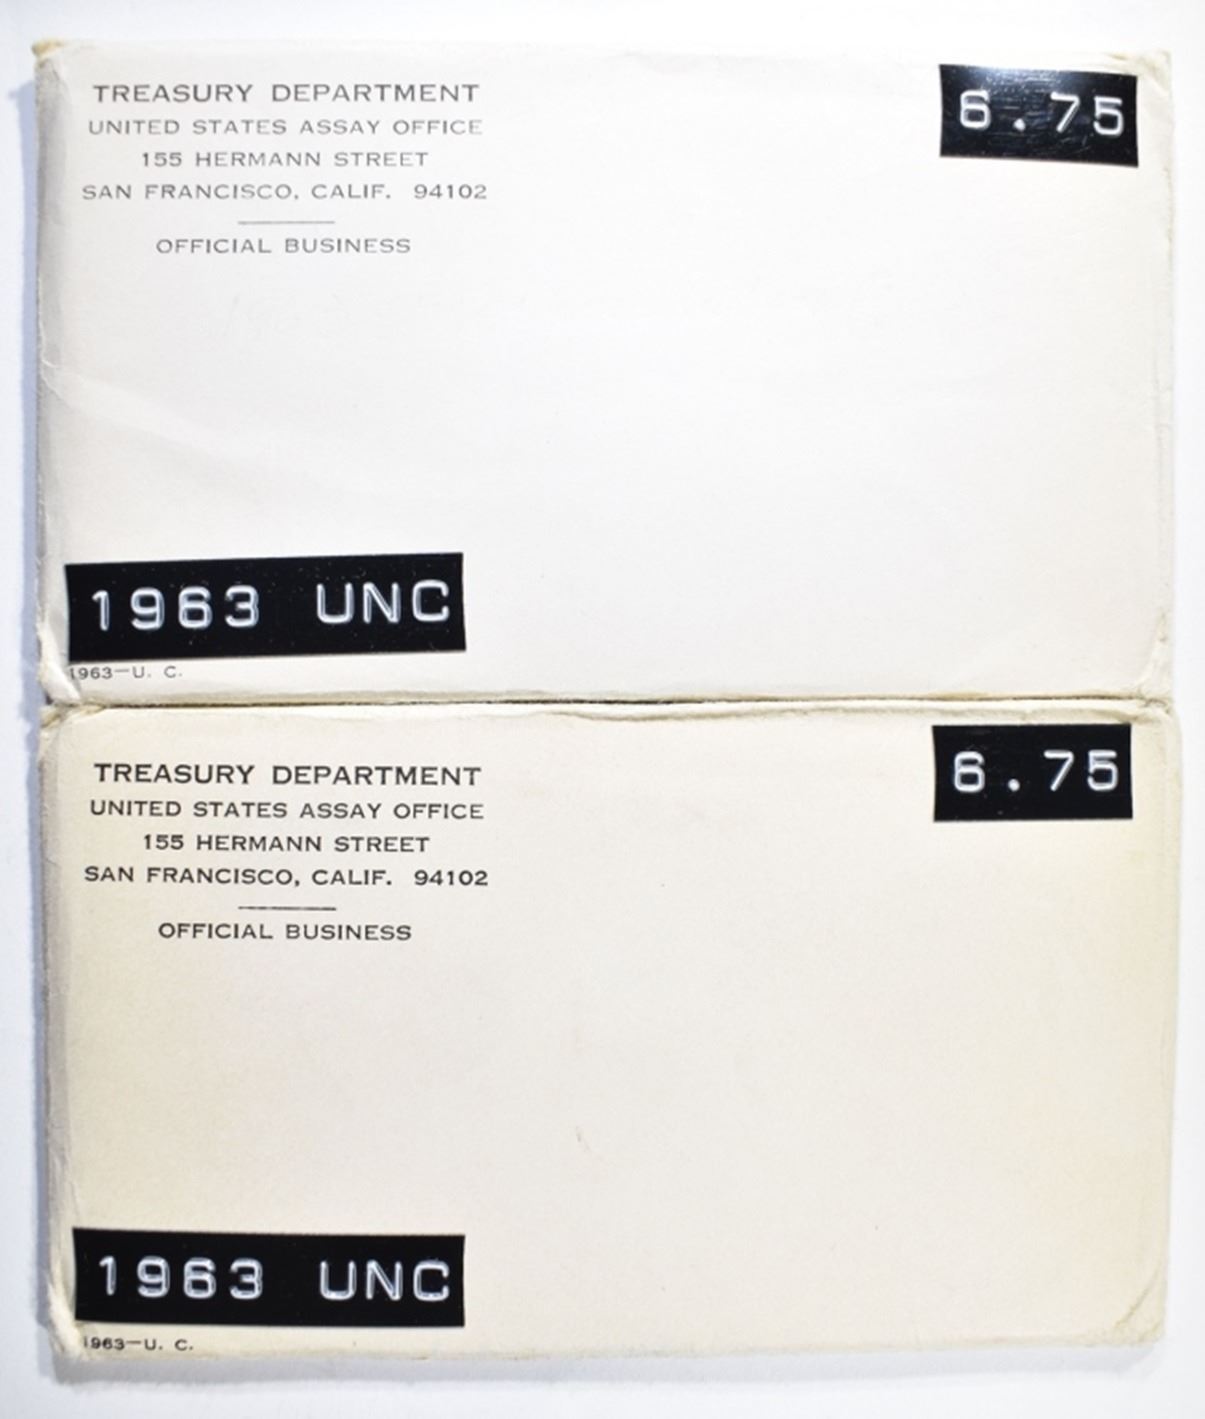 TREASURY DEPARTMENT
UNITED STATES ASSAY OFFICE
155 HERMANN STREET
SAN FRANCISCO, CALIF. 94102
OFFICIAL BUSINESS
6.75
1963 UNC
1963—U. C.
TREASURY DEPARTMENT
UNITED STATES ASSAY OFFICE
155 HERMANN STREET
SAN FRANCISCO, CALIF. 94102
OFFICIAL BUSINESS
6.75
1963 UNC
1963—U. C.